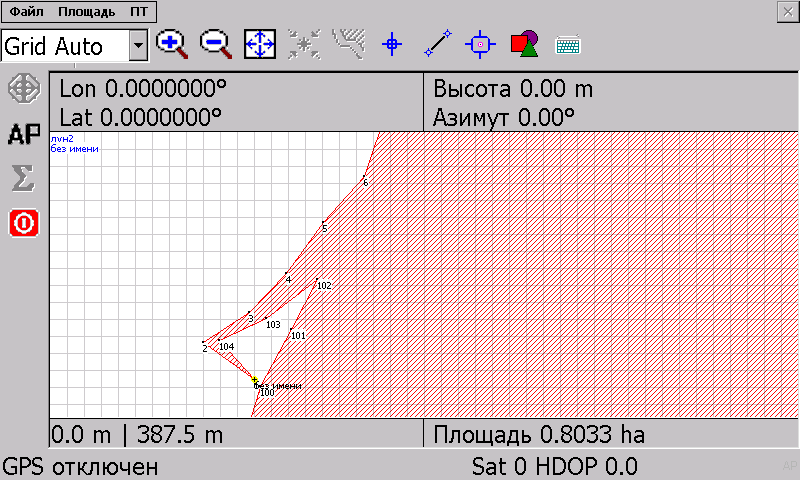 Файл Площадь ПТ
Grid Auto
AP
Lon 0.0000000°
Lat 0.0000000°
Высота 0.00 m
Азимут 0.00°
лун2
без имени
6
5
4
102
3
103
101
2
104
без имени
100
0.0 m | 387.5 m
Площадь 0.8033 ha
GPS отключен
Sat 0 HDOP 0.0
AP